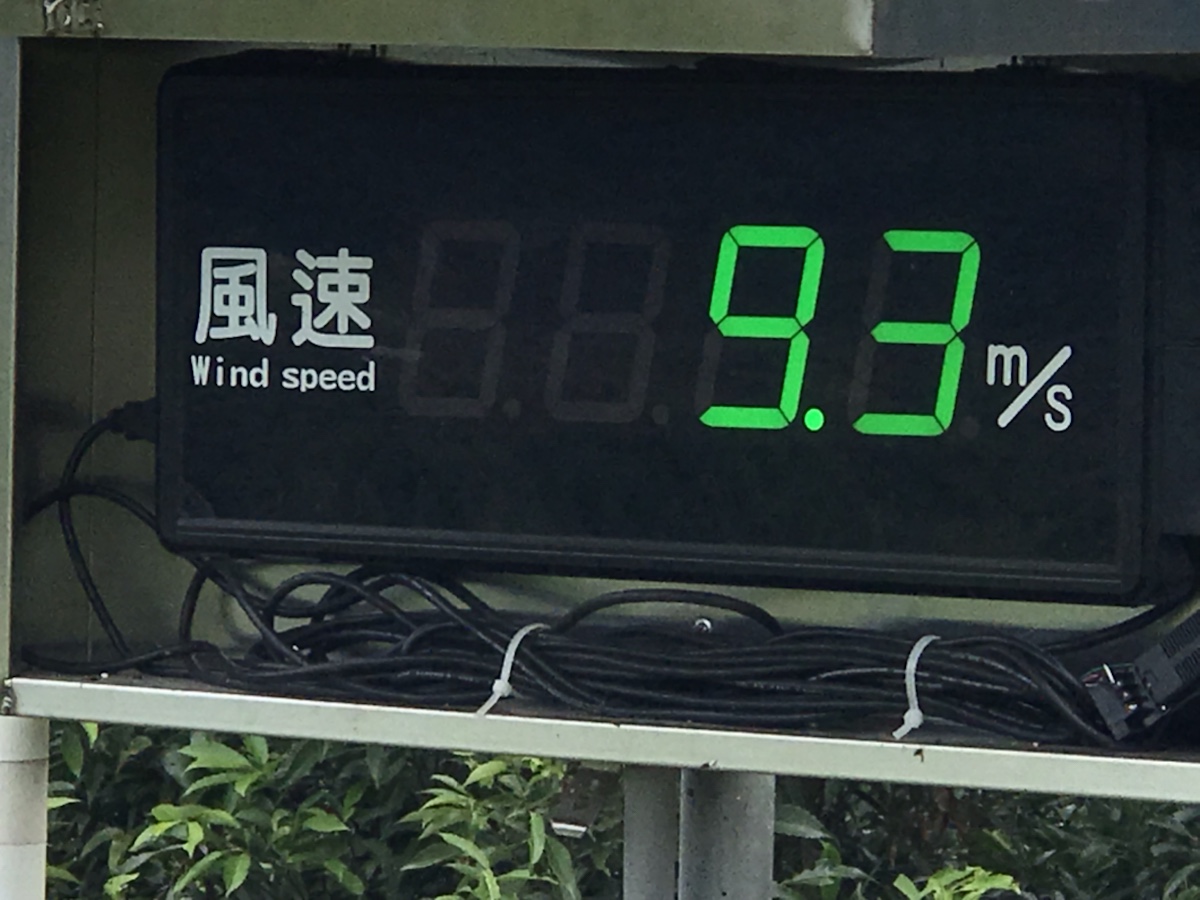 風速 9.3 m/s
Wind speed